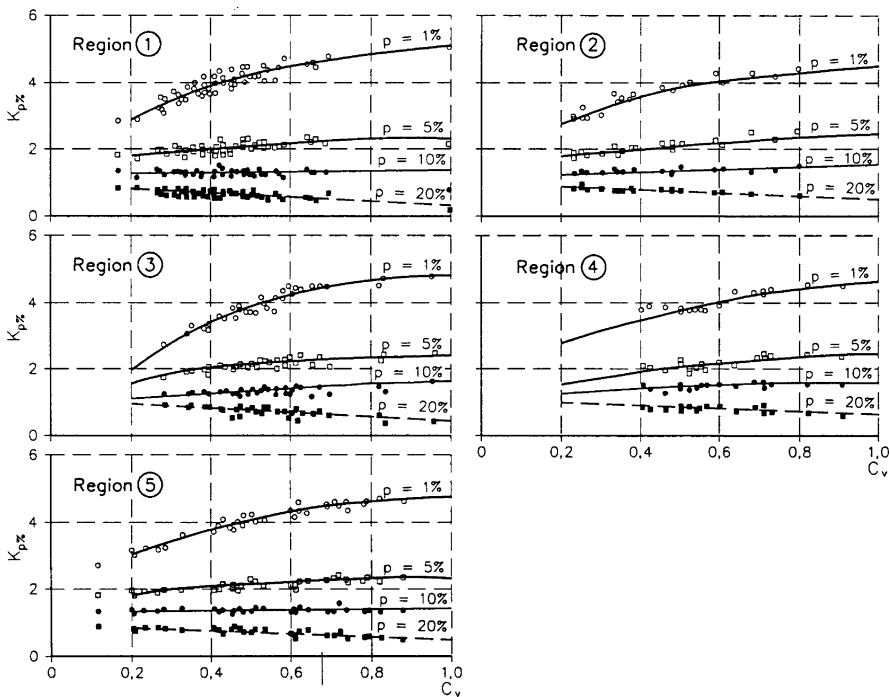 Region 1
p = 1%
p = 5%
p = 10%
p = 20%
6
4
2
0
Kp%
Region 2
p = 1%
p = 5%
p = 10%
p = 20%
Region 3
p = 1%
p = 5%
p = 10%
p = 20%
6
4
2
0
Kp%
Region 4
p = 1%
p = 5%
p = 10%
p = 20%
0 0,2 0,4 0,6 0,8 1,0
Cv
Region 5
p = 1%
p = 5%
p = 10%
p = 20%
6
4
2
0
Kp%
0 0,2 0,4 0,6 0,8 1,0
Cv